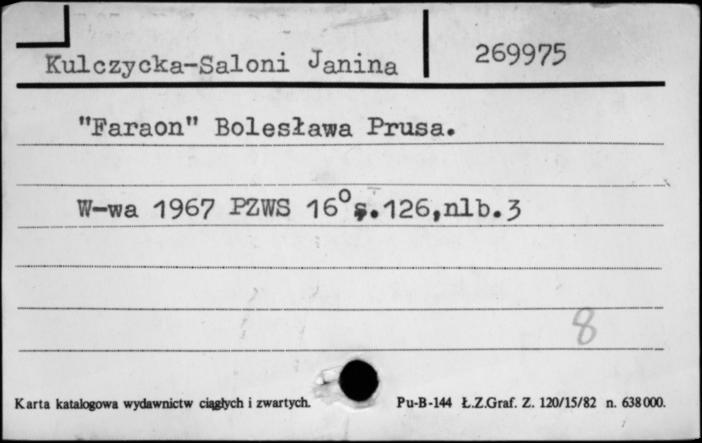 Kulczycka-Saloni Janina 269975
"Faraon" Bolesława Prusa.
W-wa 1967 PZWS 16° s.126,nlb.3
8
Karta katalogowa wydawnictw ciągłych i zwartych. Pu-B-144 Ł.Z.Graf. Z. 120/15/82 n. 638000.